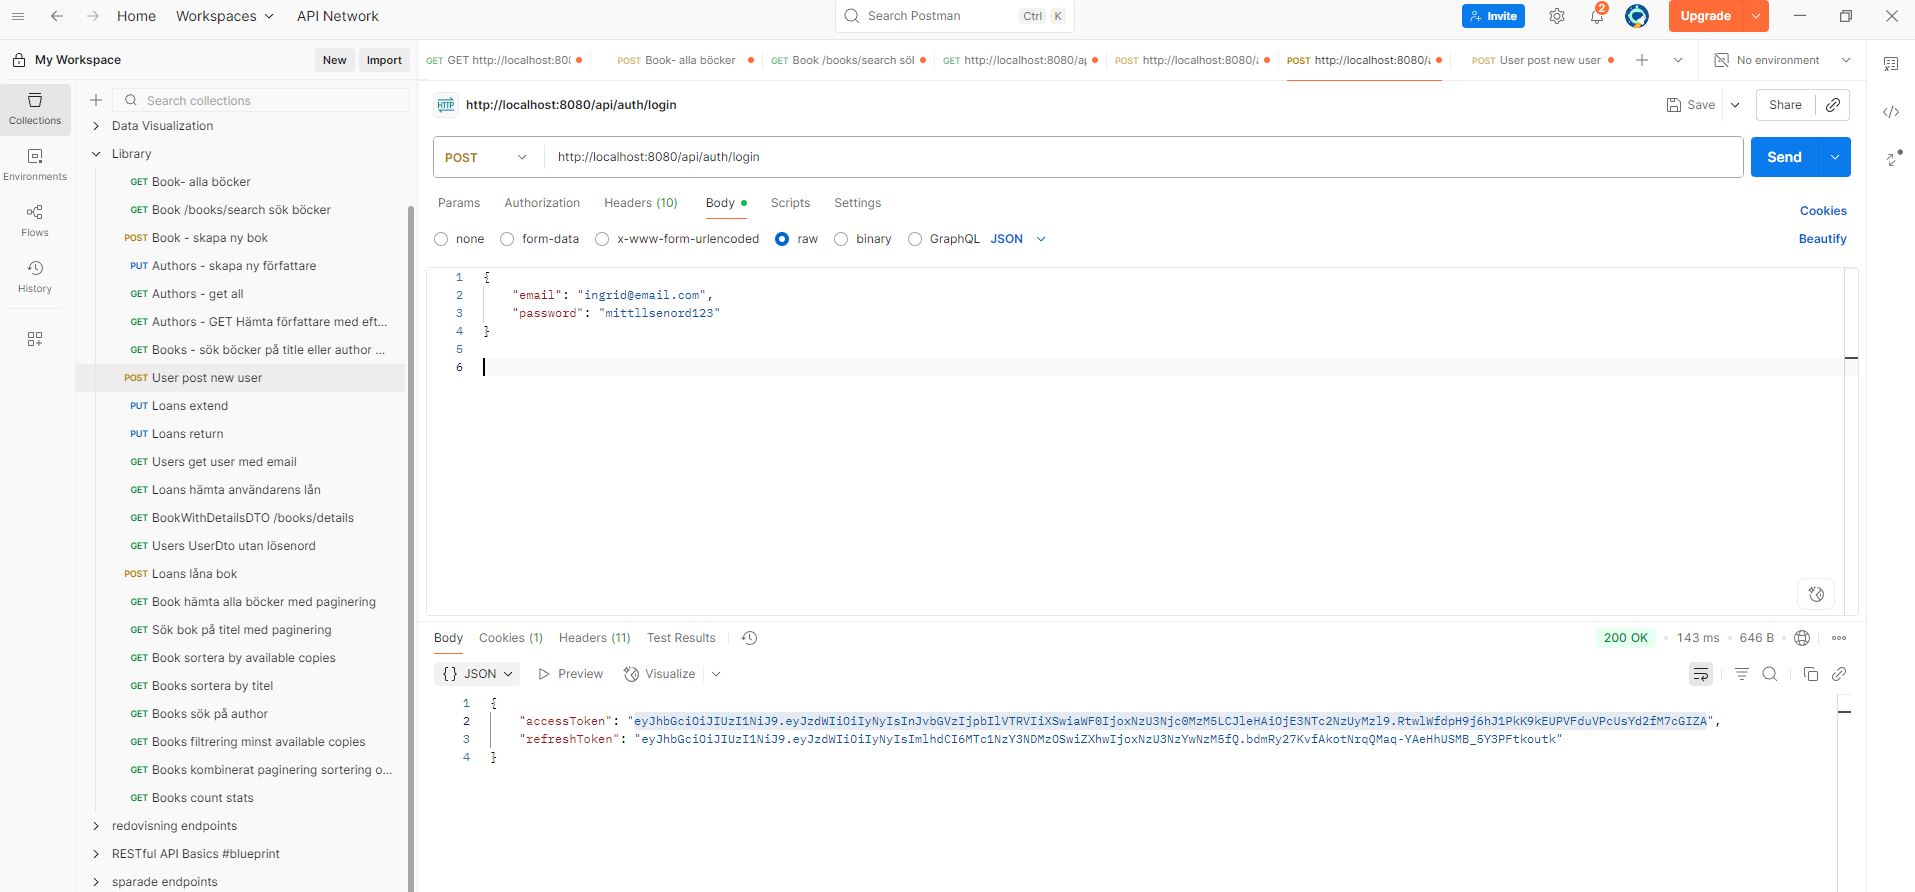 Home Workspaces API Network
Search Postman Ctrl K
Invite 2 Upgrade
My Workspace New Import
GET GET http://localhost:80 POST Book- alla böcker GET Book /books/search söl GET http://localhost:8080/a POST http://localhost:8080/ POST http://localhost:8080/ POST User post new user No environment
Collections
Environments
Flows
History
Search collections
Data Visualization
Library
GET Book- alla böcker
GET Book /books/search sök böcker
POST Book - skapa ny bok
PUT Authors - skapa ny författare
GET Authors - get all
GET Authors - GET Hämta författare med eft...
GET Books - sök böcker på title eller author ...
POST User post new user
PUT Loans extend
PUT Loans return
GET Users get user med email
GET Loans hämta användarens lån
GET BookWithDetailsDTO /books/details
GET Users UserDto utan lösenord
POST Loans låna bok
GET Book hämta alla böcker med paginering
GET Sök bok på titel med paginering
GET Book sortera by available copies
GET Books sortera by titel
GET Books sök på author
GET Books filtrering minst available copies
GET Books kombinerat paginering sortering o...
GET Books count stats
redovisning endpoints
RESTful API Basics #blueprint
sparade endpoints
HTTP http://localhost:8080/api/auth/login Save Share
POST http://localhost:8080/api/auth/login Send
Params Authorization Headers (10) Body Scripts Settings Cookies
none form-data x-www-form-urlencoded raw binary GraphQL JSON Beautify
1 {
2 "email": "ingrid@email.com",
3 "password": "mittllsenord123"
4 }
5
6
Body Cookies (1) Headers (11) Test Results 200 OK 143 ms 646 B
{} JSON Preview Visualize
1 {
2 "accessToken":
3 "refreshToken":
4 }